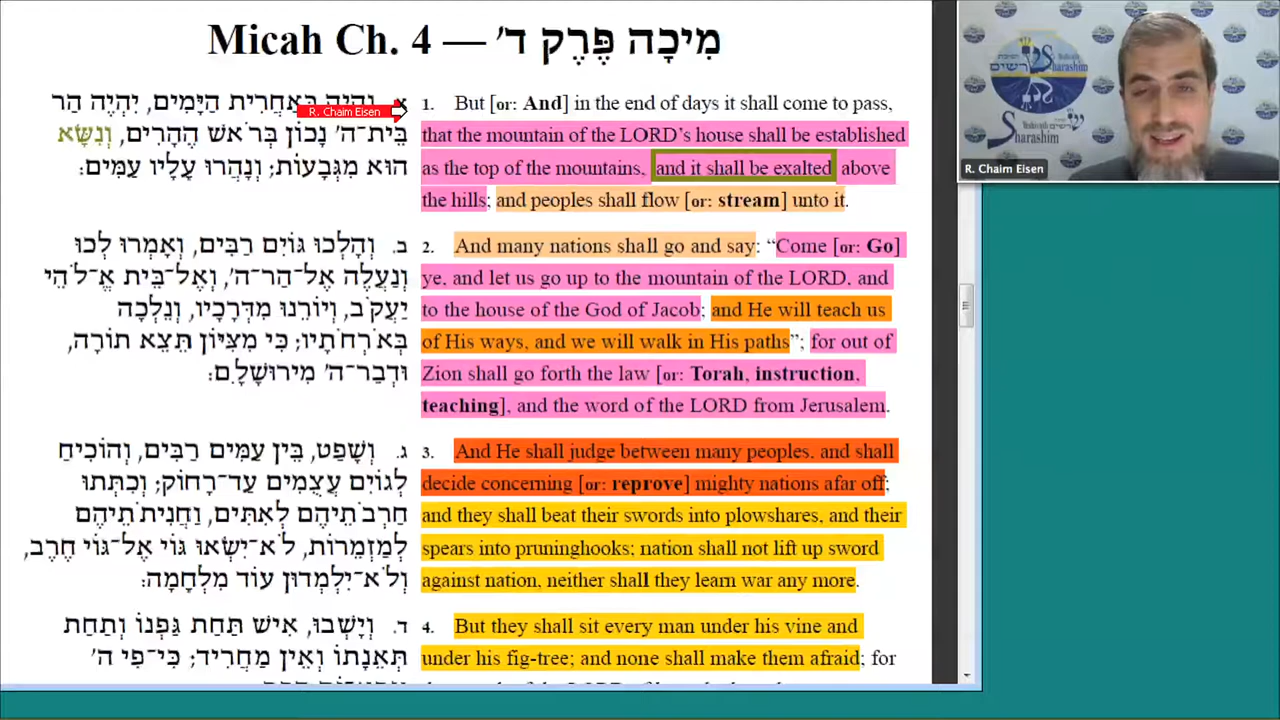 Micah Ch. 4 — מִיכָה פֶּרֶק ד׳
א. וְהָיָה בְּאַחֲרִית הַיָּמִים, יִהְיֶה הַר
בֵּית־ה׳ נָכוֹן בְּרֹאשׁ הֶהָרִים, וְנִשָּׂא
הוּא מִגְּבָעוֹת; וְנָהֲרוּ עָלָיו עַמִּים:
ב. וְהָלְכוּ גּוֹיִם רַבִּים, וְאָמְרוּ לְכוּ
וְנַעֲלֶה אֶל־הַר־ה׳, וְאֶל־בֵּית אֱ־לֹהֵי
יַעֲקֹב, וְיוֹרֵנוּ מִדְּרָכָיו, וְנֵלְכָה
בְּאֹרְחֹתָיו; כִּי מִצִּיּוֹן תֵּצֵא תוֹרָה,
וּדְבַר־ה׳ מִירוּשָׁלָ‍ִם:
ג. וְשָׁפַט, בֵּין עַמִּים רַבִּים, וְהוֹכִיחַ
לְגוֹיִם עֲצֻמִים עַד־רָחוֹק; וְכִתְּתוּ
חַרְבֹתֵיהֶם לְאִתִּים, וַחֲנִיתֹתֵיהֶם
לְמַזְמֵרוֹת, לֹא־יִשְׂאוּ גּוֹי אֶל־גּוֹי חֶרֶב,
וְלֹא־יִלְמְדוּן עוֹד מִלְחָמָה:
ד. וְיָשְׁבוּ, אִישׁ תַּחַת גַּפְנוֹ וְתַחַת
תְּאֵנָתוֹ וְאֵין מַחֲרִיד; כִּי־פִי ה׳
R. Chaim Eisen
1. But [or: And] in the end of days it shall come to pass,
that the mountain of the LORD’s house shall be established
as the top of the mountains, and it shall be exalted above
the hills; and peoples shall flow [or: stream] unto it.
2. And many nations shall go and say: “Come [or: Go]
ye, and let us go up to the mountain of the LORD, and
to the house of the God of Jacob; and He will teach us
of His ways, and we will walk in His paths”; for out of
Zion shall go forth the law [or: Torah, instruction,
teaching], and the word of the LORD from Jerusalem.
3. And He shall judge between many peoples, and shall
decide concerning [or: reprove] mighty nations afar off;
and they shall beat their swords into plowshares, and their
spears into pruninghooks; nation shall not lift up sword
against nation, neither shall they learn war any more.
4. But they shall sit every man under his vine and
under his fig-tree; and none shall make them afraid; for
Sharashim
שרשים
Yeshivath
Sharashim
R. Chaim Eisen